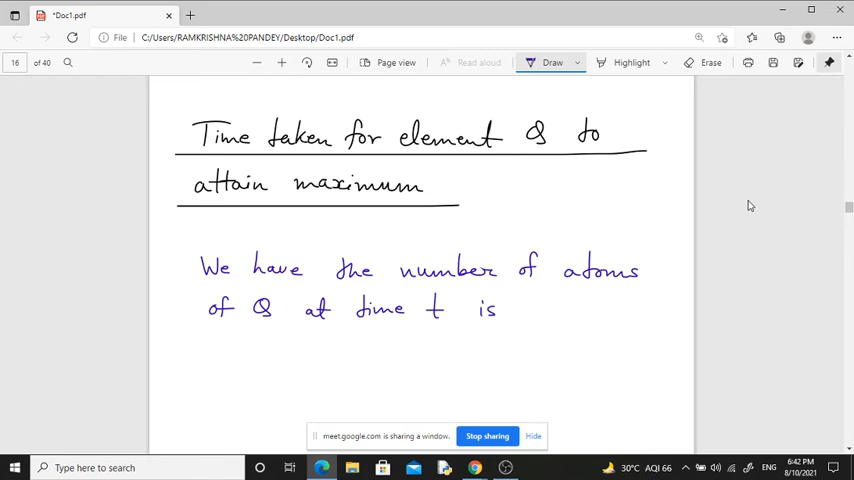 *Doc1.pdf
File
C:/Users/RAMKRISHNA%20PANDEY/Desktop/Doc1.pdf
16 of 40
Page view
Read aloud
Draw
Highlight
Erase
Time taken for element Q to
attain maximum
We have the number of atoms
of Q at time t is
meet.google.com is sharing a window.
Stop sharing
Hide
Type here to search
30°C AQI 66
ENG
6:42 PM
8/10/2021